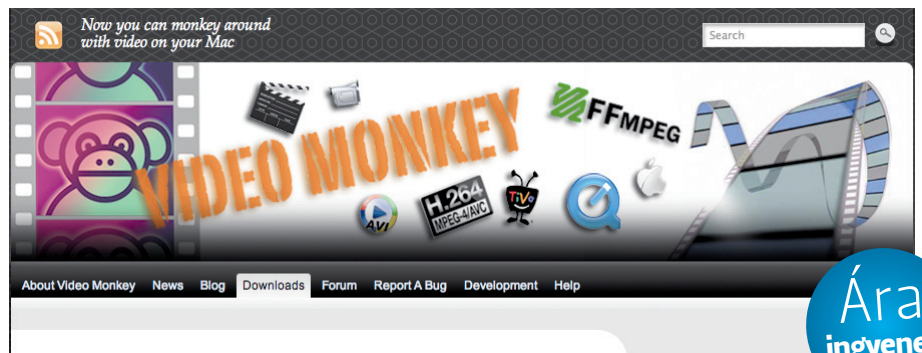 Now you can monkey around
with video on your Mac
Search
VIDEO MONKEY
FFMPEG
H.264
MPEG-4/AVC
TiVo
AVI
About Video Monkey News Blog Downloads Forum Report A Bug Development Help
Ára